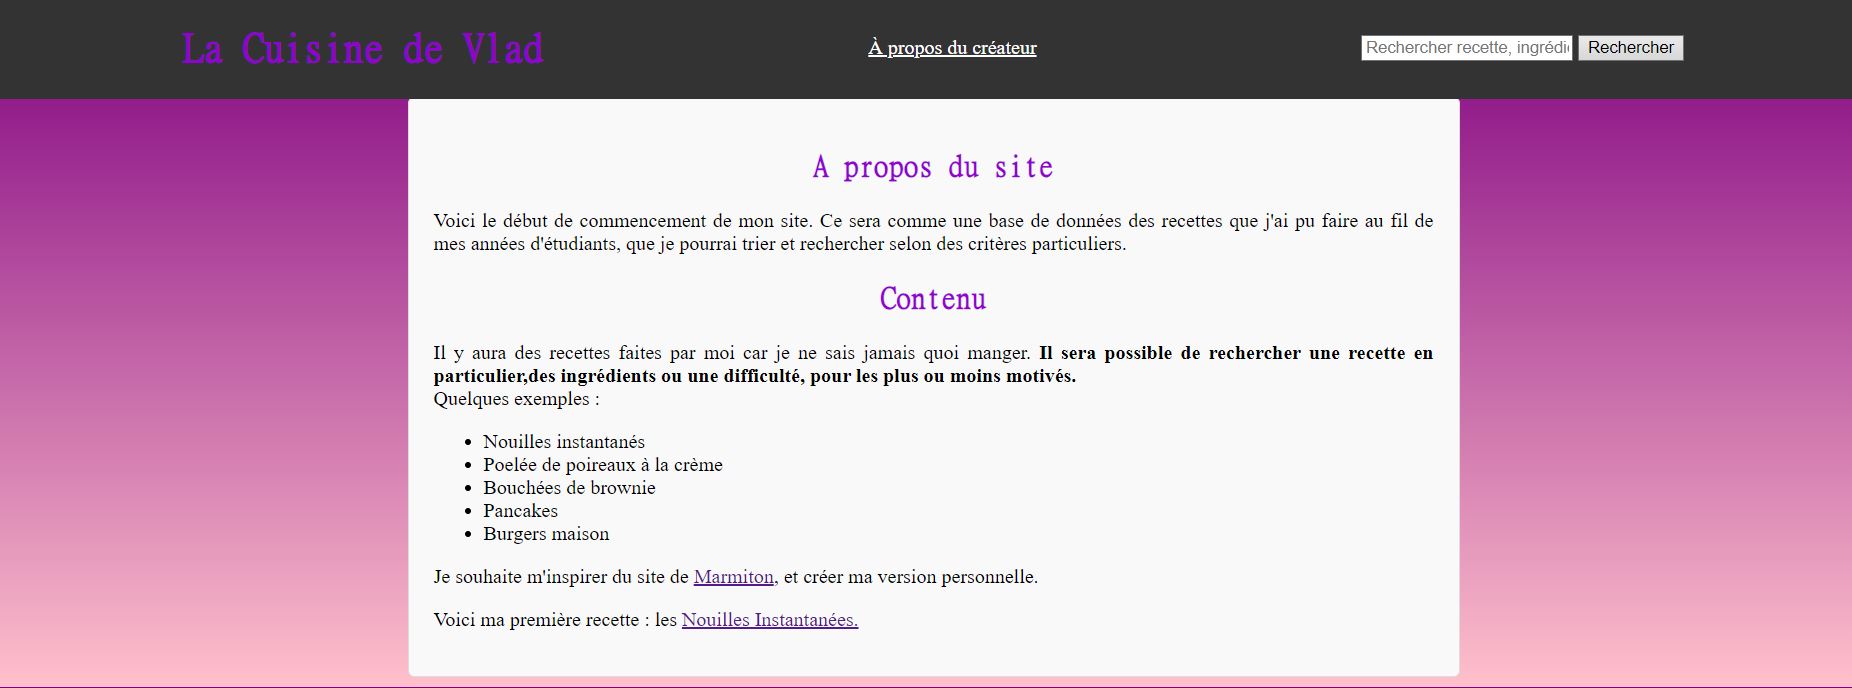 La Cuisine de Vlad
À propos du créateur
Rechercher recette, ingrédi
Rechercher
A propos du site
Voici le début de commencement de mon site. Ce sera comme une base de données des recettes que j'ai pu faire au fil de
mes années d'étudiants, que je pourrai trier et rechercher selon des critères particuliers.
Contenu
Il y aura des recettes faites par moi car je ne sais jamais quoi manger. Il sera possible de rechercher une recette en
particulier,des ingrédients ou une difficulté, pour les plus ou moins motivés.
Quelques exemples :
Nouilles instantanés
Poelée de poireaux à la crème
Bouchées de brownie
Pancakes
Burgers maison
Je souhaite m'inspirer du site de Marmiton, et créer ma version personnelle.
Voici ma première recette : les Nouilles Instantanées.